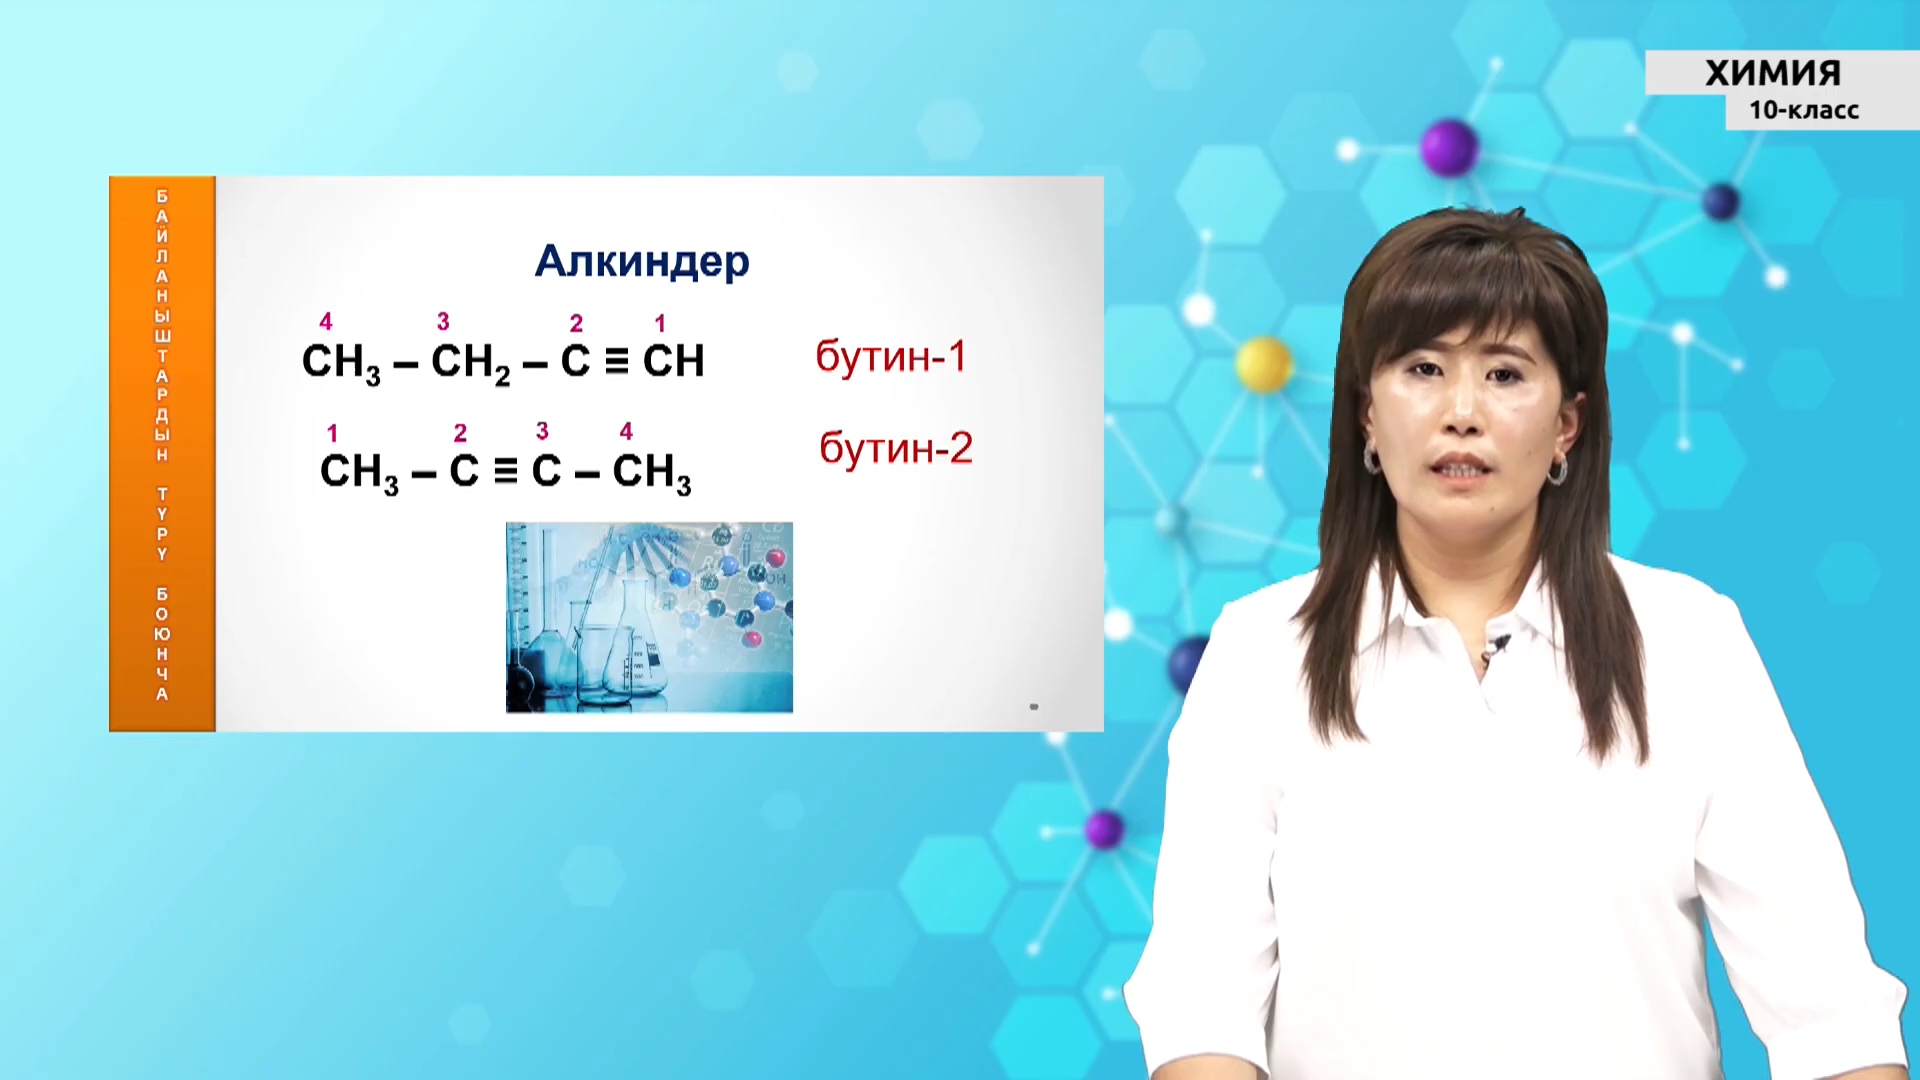 ХИМИЯ
10-класс
БАЙЛАНЫШТАРДЫН ТҮРҮ БОЮНЧА
Алкиндер
4 3 2 1
CH₃ – CH₂ – C ≡ CH
бутин-1
1 2 3 4
CH₃ – C ≡ C – CH₃
бутин-2